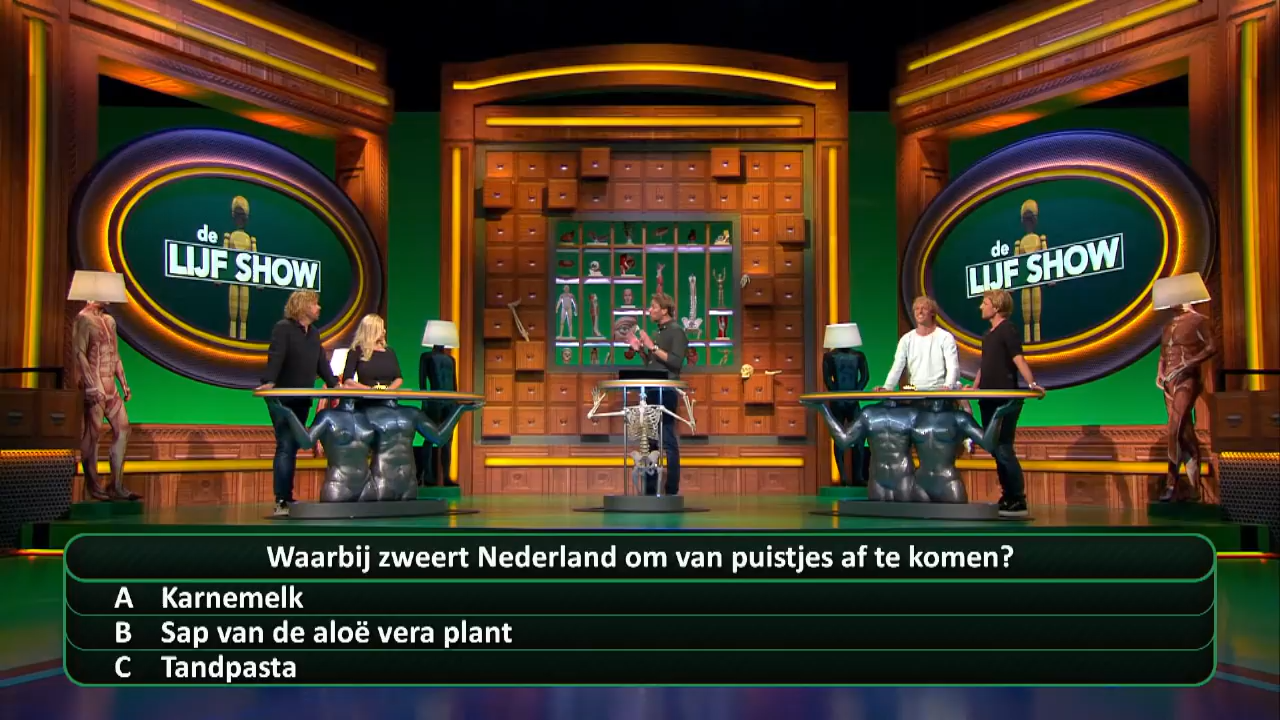 de
LIJF SHOW
de
LIJF SHOW
Waarbij zweert Nederland om van puistjes af te komen?
A Karnemelk
B Sap van de aloë vera plant
C Tandpasta